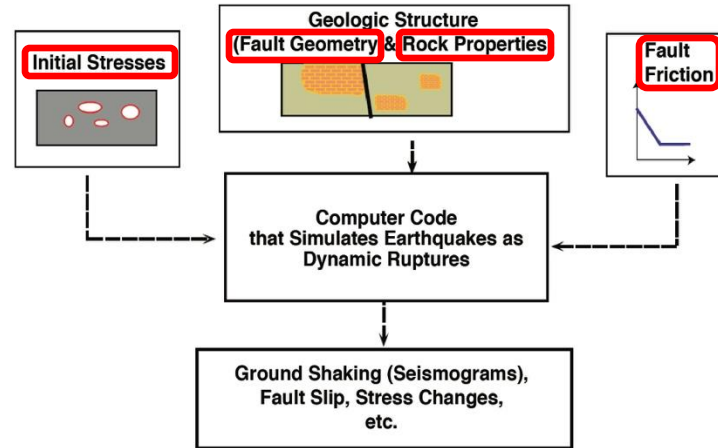 Initial Stresses
Geologic Structure
(Fault Geometry & Rock Properties
Fault
Friction
Computer Code
that Simulates Earthquakes as
Dynamic Ruptures
Ground Shaking (Seismograms),
Fault Slip, Stress Changes,
etc.